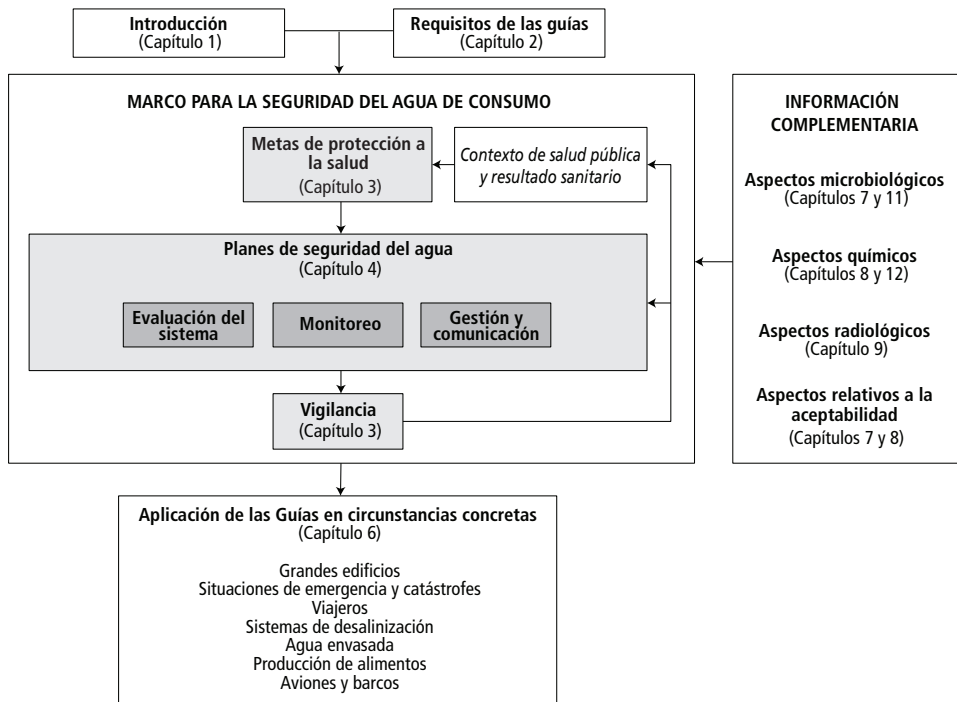 Introducción
(Capítulo 1)
Requisitos de las guías
(Capítulo 2)
MARCO PARA LA SEGURIDAD DEL AGUA DE CONSUMO
Metas de protección a
la salud
(Capítulo 3)
Contexto de salud pública
y resultado sanitario
Planes de seguridad del agua
(Capítulo 4)
Evaluación del
sistema
Monitoreo
Gestión y
comunicación
Vigilancia
(Capítulo 3)
INFORMACIÓN
COMPLEMENTARIA
Aspectos microbiológicos
(Capítulos 7 y 11)
Aspectos químicos
(Capítulos 8 y 12)
Aspectos radiológicos
(Capítulo 9)
Aspectos relativos a la
aceptabilidad
(Capítulos 7 y 8)
Aplicación de las Guías en circunstancias concretas
(Capítulo 6)
Grandes edificios
Situaciones de emergencia y catástrofes
Viajeros
Sistemas de desalinización
Agua envasada
Producción de alimentos
Aviones y barcos